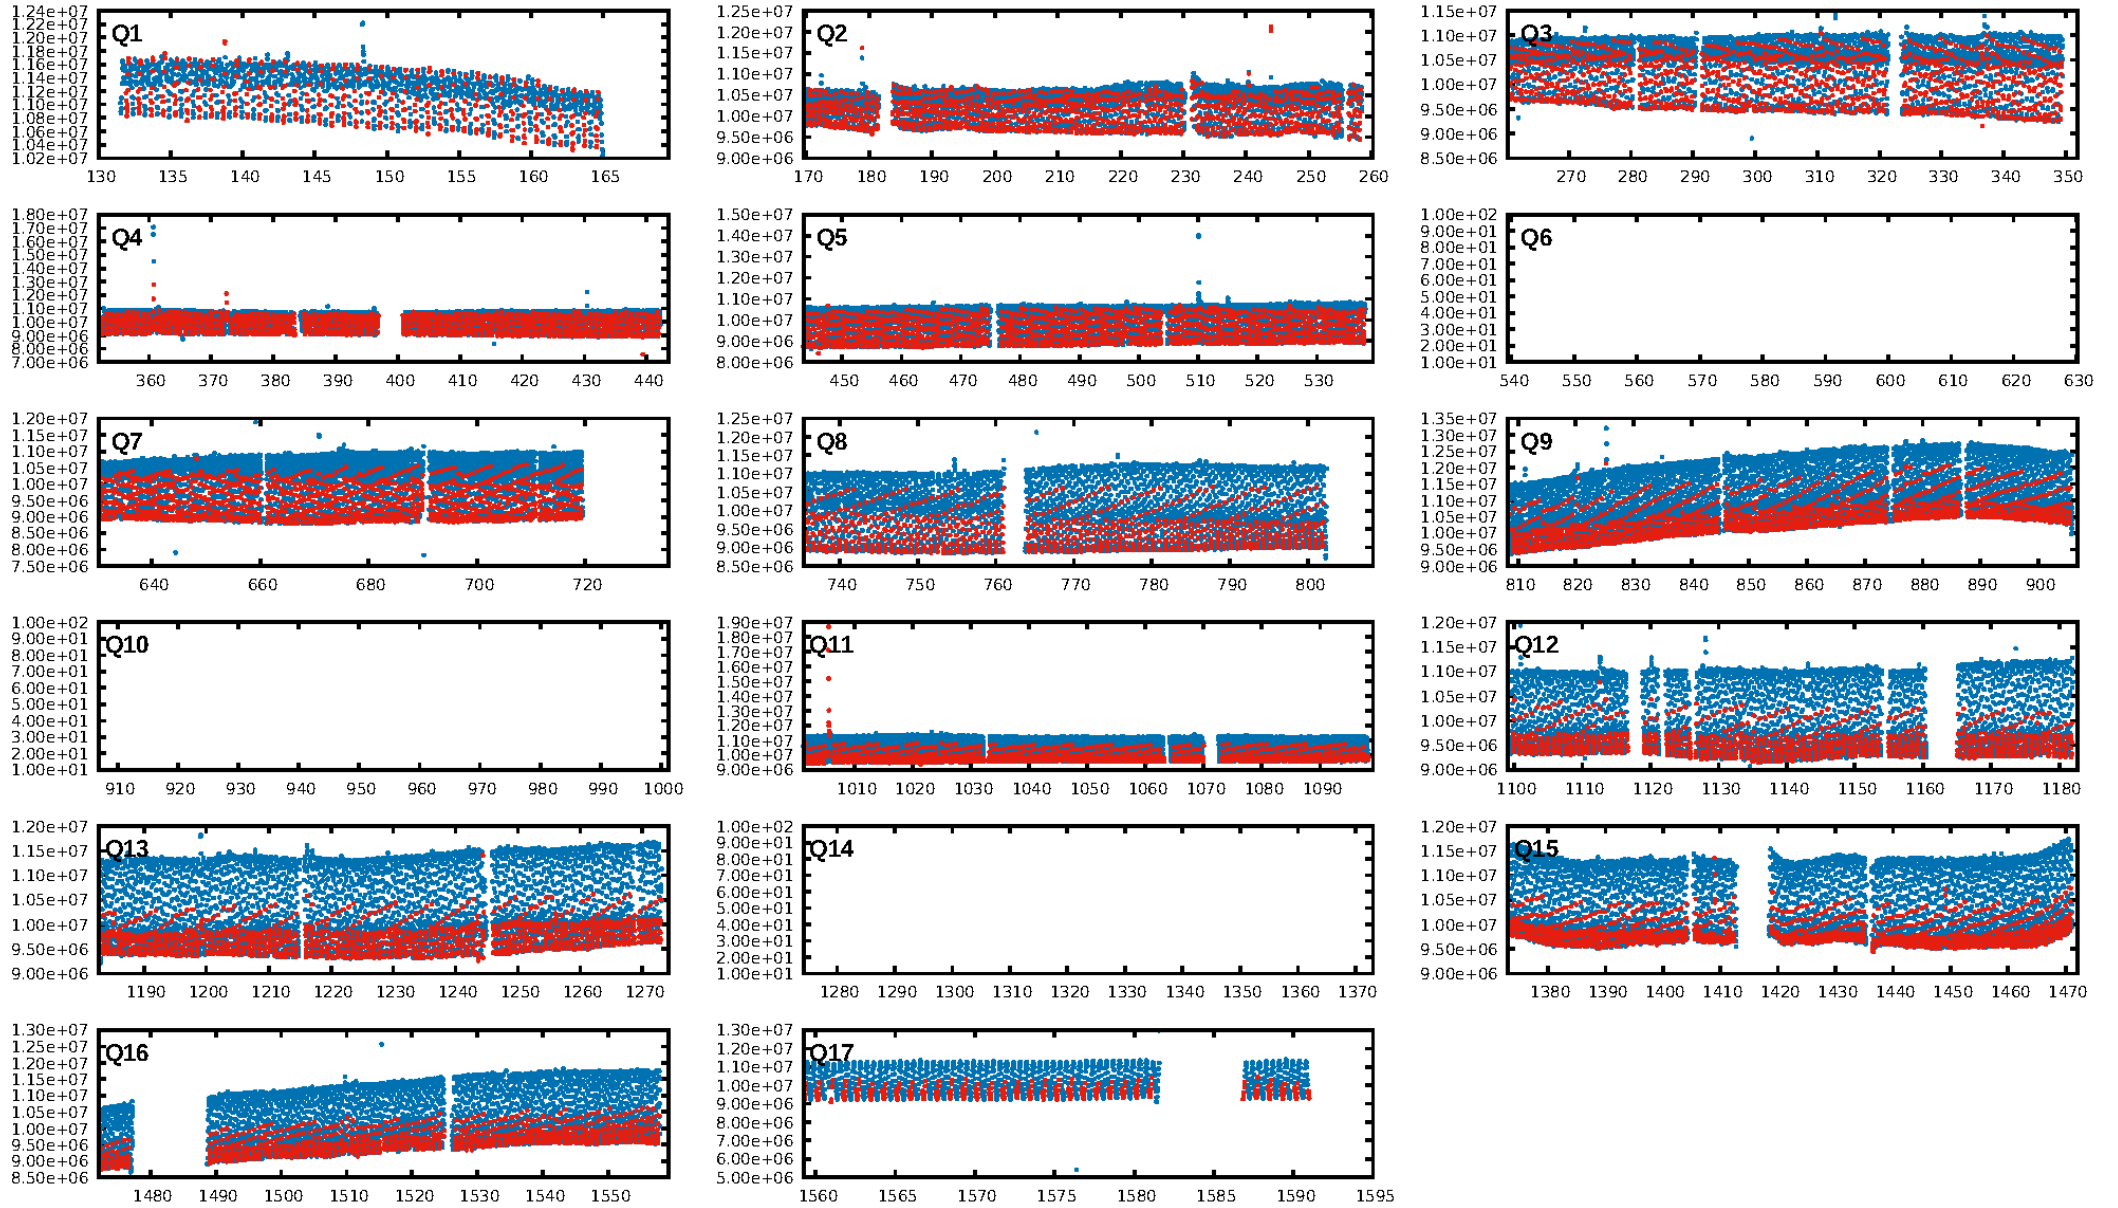 1.24e+07
1.22e+07
1.20e+07
1.18e+07
1.16e+07
1.14e+07
1.12e+07
1.10e+07
1.08e+07
1.06e+07
1.04e+07
1.02e+07
Q1
130 135 140 145 150 155 160 165
1.25e+07
1.20e+07
1.15e+07
1.10e+07
1.05e+07
1.00e+07
9.50e+06
9.00e+06
Q2
170 180 190 200 210 220 230 240 250 260
1.15e+07
1.10e+07
1.05e+07
1.00e+07
9.50e+06
9.00e+06
8.50e+06
Q3
270 280 290 300 310 320 330 340 350
1.80e+07
1.70e+07
1.60e+07
1.50e+07
1.40e+07
1.30e+07
1.20e+07
1.10e+07
1.00e+07
9.00e+06
8.00e+06
7.00e+06
Q4
360 370 380 390 400 410 420 430 440
1.50e+07
1.40e+07
1.30e+07
1.20e+07
1.10e+07
1.00e+07
9.00e+06
8.00e+06
Q5
450 460 470 480 490 500 510 520 530
1.00e+02
9.00e+01
8.00e+01
7.00e+01
6.00e+01
5.00e+01
4.00e+01
3.00e+01
2.00e+01
1.00e+01
Q6
540 550 560 570 580 590 600 610 620 630
1.20e+07
1.15e+07
1.10e+07
1.05e+07
1.00e+07
9.50e+06
9.00e+06
8.50e+06
8.00e+06
7.50e+06
Q7
640 660 680 700 720
1.25e+07
1.20e+07
1.15e+07
1.10e+07
1.05e+07
1.00e+07
9.50e+06
9.00e+06
8.50e+06
Q8
740 750 760 770 780 790 800
1.35e+07
1.30e+07
1.25e+07
1.20e+07
1.15e+07
1.10e+07
1.05e+07
1.00e+07
9.50e+06
9.00e+06
Q9
810 820 830 840 850 860 870 880 890 900
1.00e+02
9.00e+01
8.00e+01
7.00e+01
6.00e+01
5.00e+01
4.00e+01
3.00e+01
2.00e+01
1.00e+01
Q10
910 920 930 940 950 960 970 980 990 1000
1.90e+07
1.80e+07
1.70e+07
1.60e+07
1.50e+07
1.40e+07
1.30e+07
1.20e+07
1.10e+07
1.00e+07
9.00e+06
Q11
1010 1020 1030 1040 1050 1060 1070 1080 1090
1.20e+07
1.15e+07
1.10e+07
1.05e+07
1.00e+07
9.50e+06
9.00e+06
Q12
1100 1110 1120 1130 1140 1150 1160 1170 1180
1.20e+07
1.15e+07
1.10e+07
1.05e+07
1.00e+07
9.50e+06
9.00e+06
Q13
1190 1200 1210 1220 1230 1240 1250 1260 1270
1.00e+02
9.00e+01
8.00e+01
7.00e+01
6.00e+01
5.00e+01
4.00e+01
3.00e+01
2.00e+01
1.00e+01
Q14
1280 1290 1300 1310 1320 1330 1340 1350 1360 1370
1.20e+07
1.15e+07
1.10e+07
1.05e+07
1.00e+07
9.50e+06
9.00e+06
Q15
1380 1390 1400 1410 1420 1430 1440 1450 1460 1470
1.30e+07
1.25e+07
1.20e+07
1.15e+07
1.10e+07
1.05e+07
1.00e+07
9.50e+06
9.00e+06
8.50e+06
Q16
1480 1490 1500 1510 1520 1530 1540 1550
1.30e+07
1.20e+07
1.10e+07
1.00e+07
9.00e+06
8.00e+06
7.00e+06
6.00e+06
5.00e+06
Q17
1560 1565 1570 1575 1580 1585 1590 1595